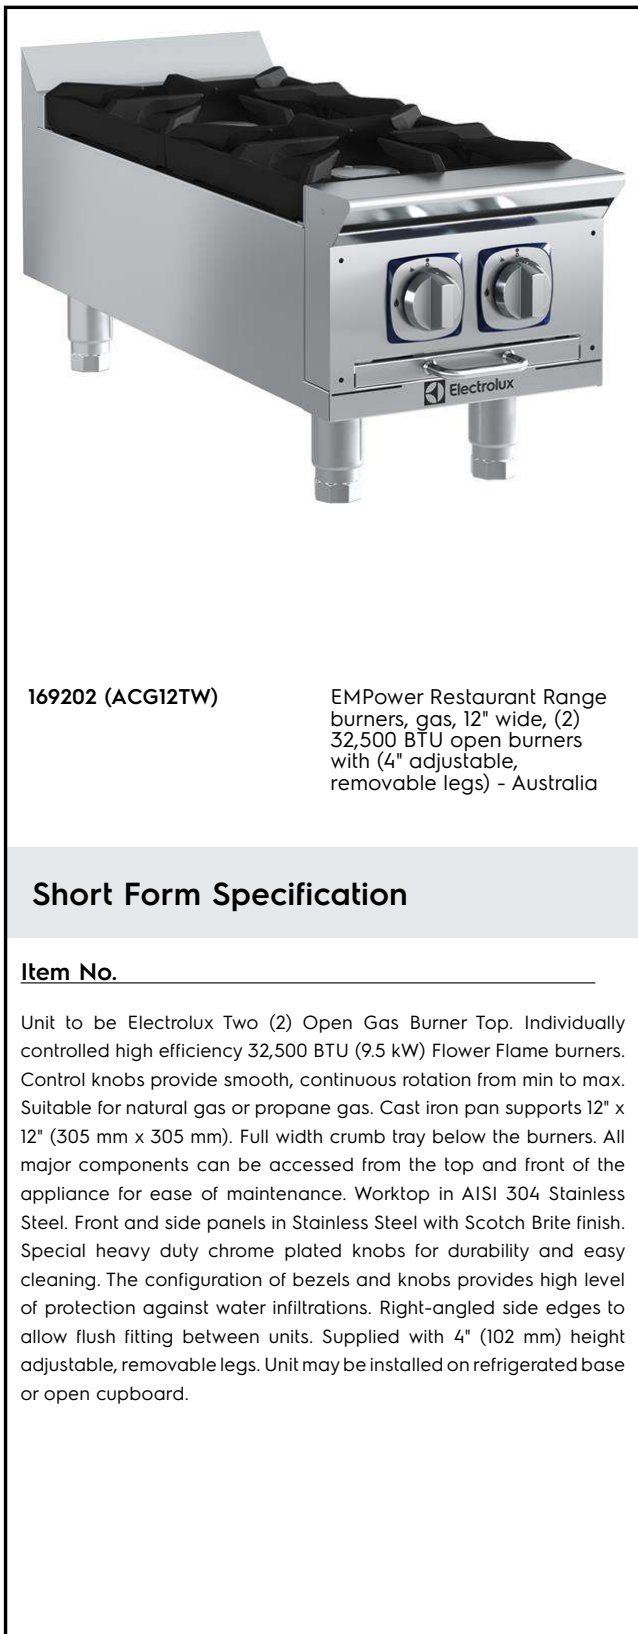 Electrolux
169202 (ACG12TW)
EMPower Restaurant Range
burners, gas, 12" wide, (2)
32,500 BTU open burners
with (4" adjustable,
removable legs) - Australia
Short Form Specification
Item No.
Unit to be Electrolux Two (2) Open Gas Burner Top. Individually
controlled high efficiency 32,500 BTU (9.5 kW) Flower Flame burners.
Control knobs provide smooth, continuous rotation from min to max.
Suitable for natural gas or propane gas. Cast iron pan supports 12" x
12" (305 mm x 305 mm). Full width crumb tray below the burners. All
major components can be accessed from the top and front of the
appliance for ease of maintenance. Worktop in AISI 304 Stainless
Steel. Front and side panels in Stainless Steel with Scotch Brite finish.
Special heavy duty chrome plated knobs for durability and easy
cleaning. The configuration of bezels and knobs provides high level
of protection against water infiltrations. Right-angled side edges to
allow flush fitting between units. Supplied with 4" (102 mm) height
adjustable, removable legs. Unit may be installed on refrigerated base
or open cupboard.